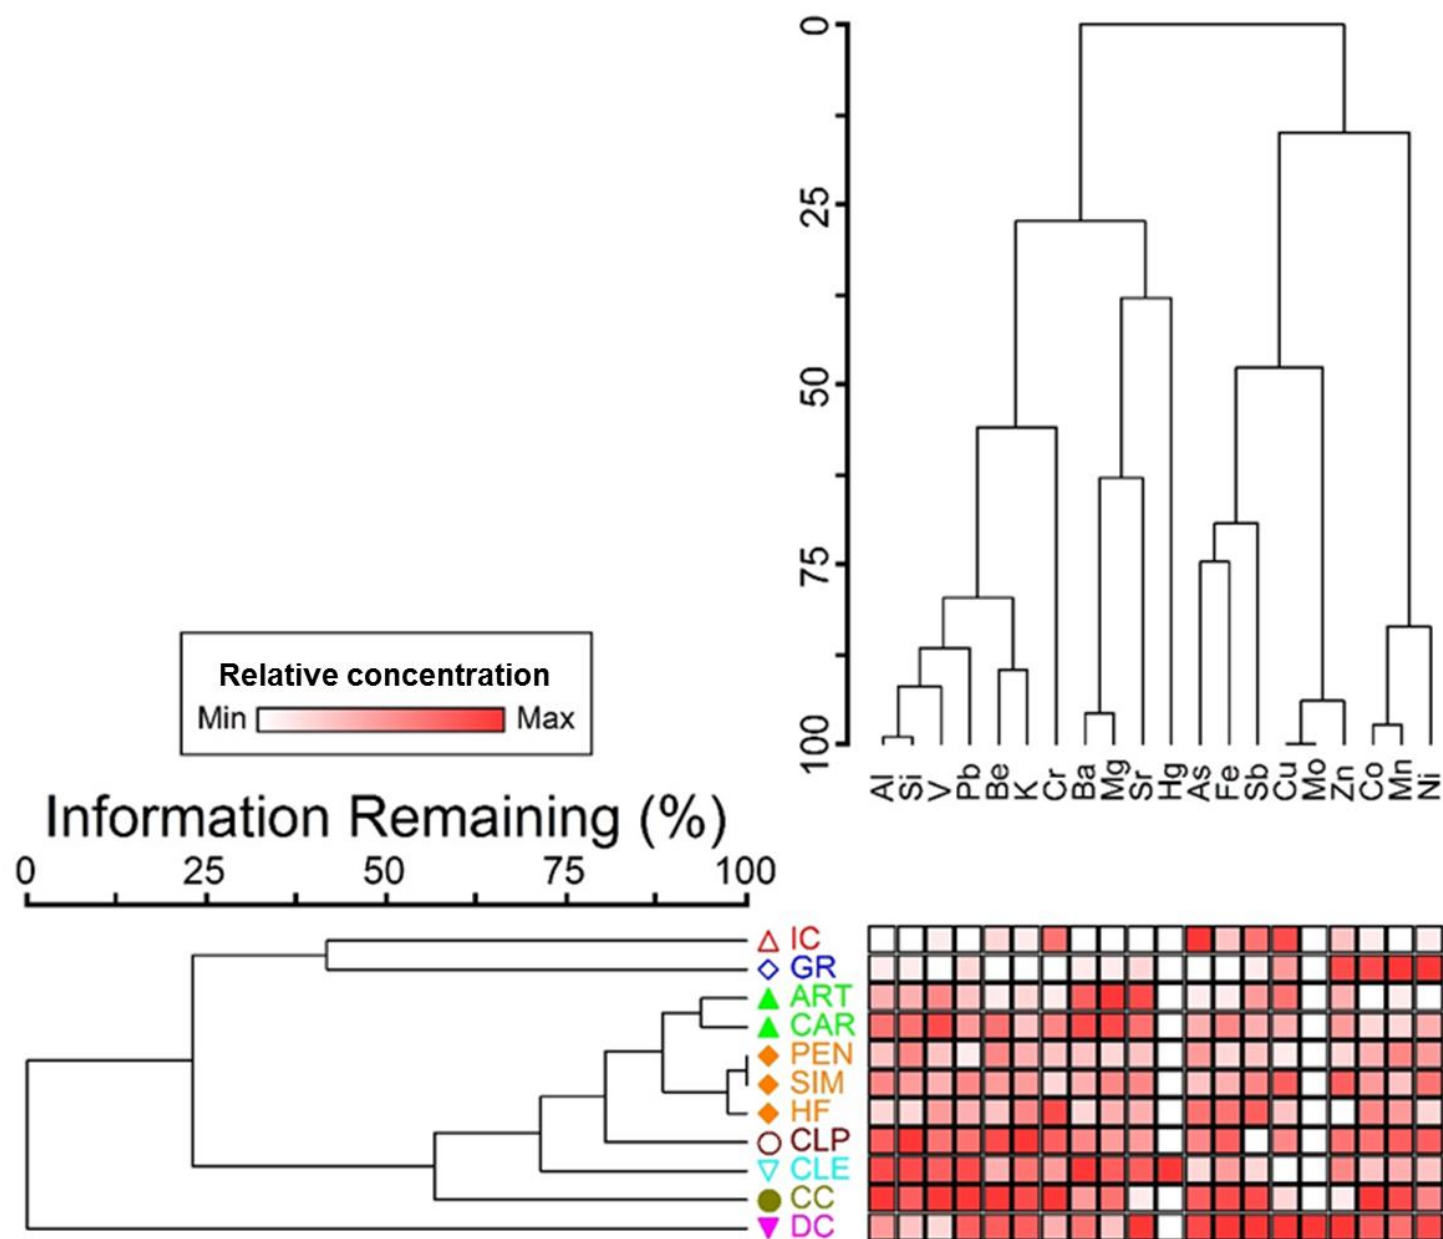 0
25
50
75
100
Al Si V Pb Be K Cr Ba Mg Sr Hg As Fe Sb Cu Mo Zn Co Mn Ni
Relative concentration
Min Max
Information Remaining (%)
0 25 50 75 100
IC
GR
ART
CAR
PEN
SIM
HF
CLP
CLE
CC
DC